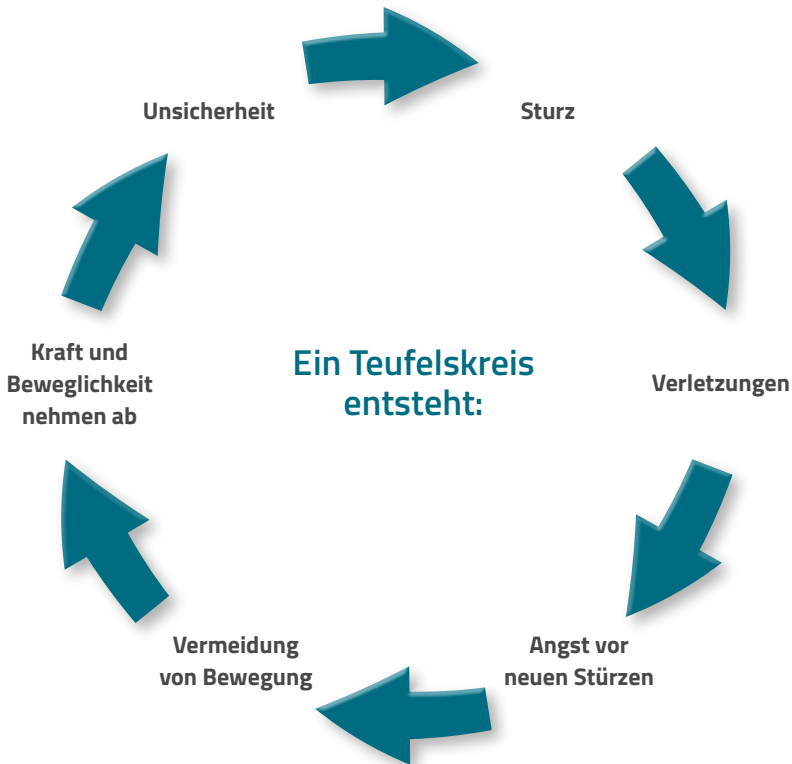 Unsicherheit
Sturz
Kraft und
Beweglichkeit
nehmen ab
Ein Teufelskreis
entsteht:
Verletzungen
Vermeidung
von Bewegung
Angst vor
neuen Stürzen